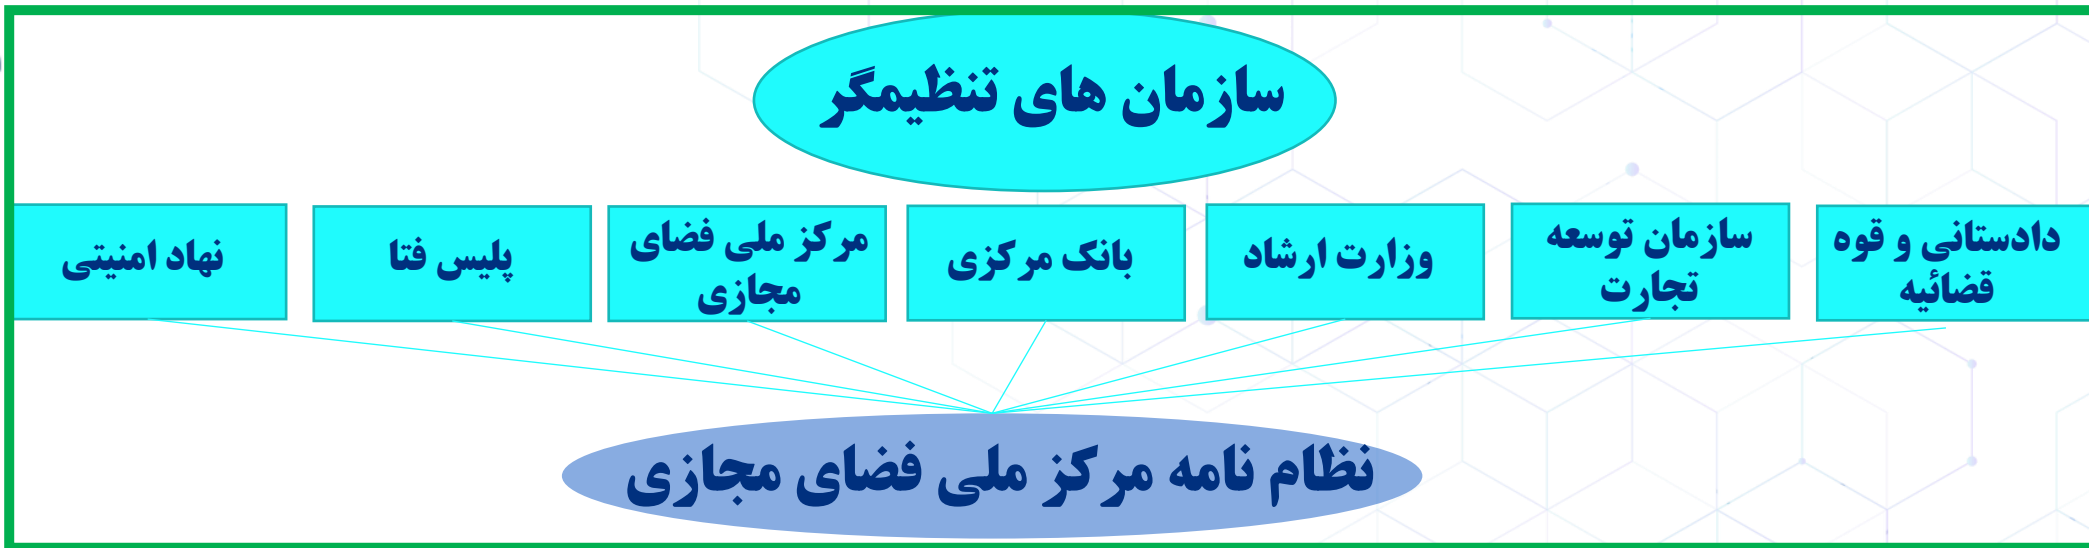 سازمان های تنظیمگر
دادستانی و قوه
قضائیه
سازمان توسعه
تجارت
وزارت ارشاد
بانک مرکزی
مرکز ملی فضای
مجازی
پلیس فتا
نهاد امنیتی
نظام نامه مرکز ملی فضای مجازی